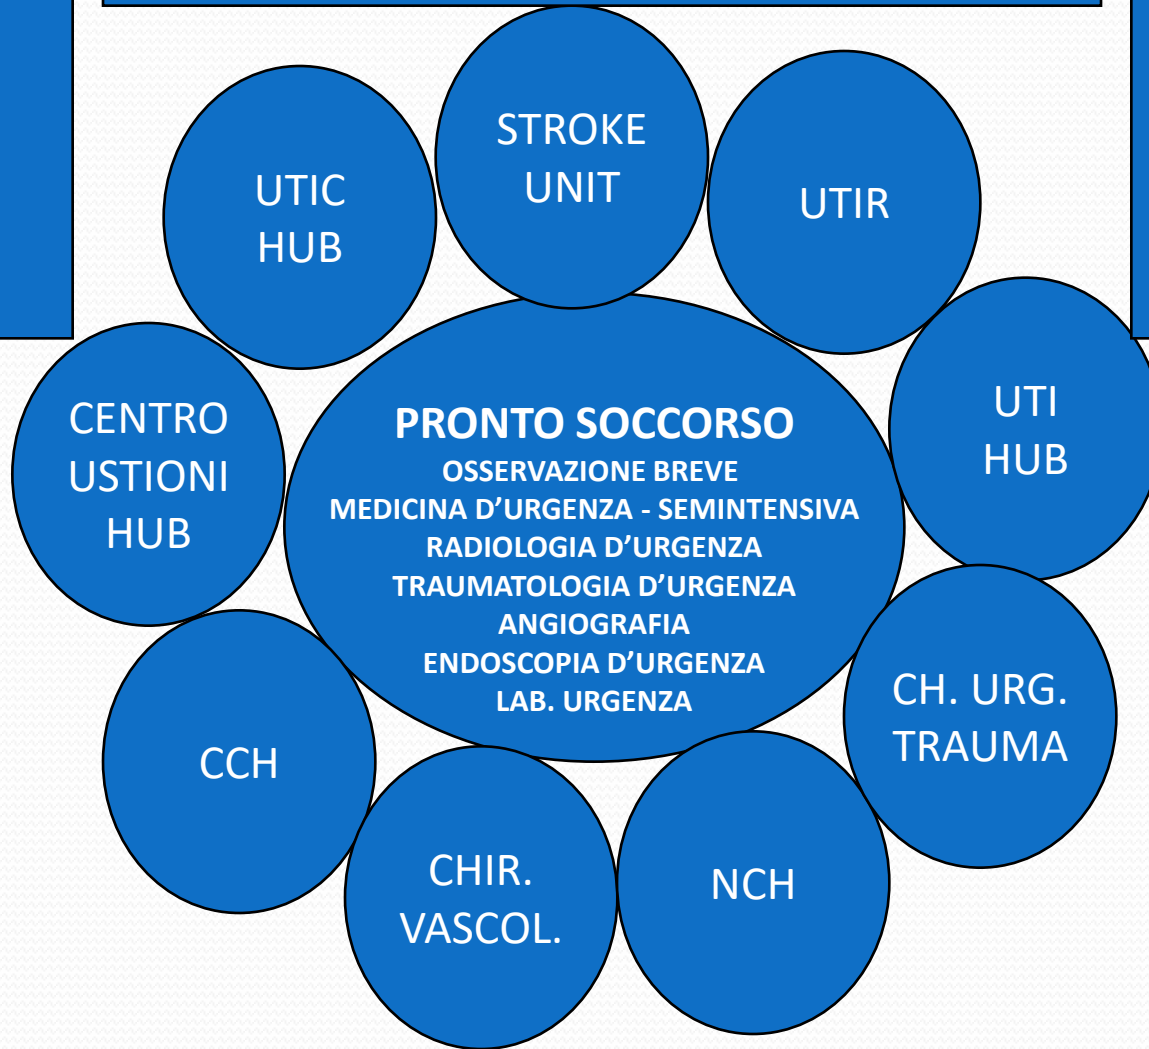 STROKE
UNIT
UTIC
HUB
UTIR
UTI
HUB
CENTRO
USTIONI
HUB
PRONTO SOCCORSO
OSSERVAZIONE BREVE
MEDICINA D’URGENZA - SEMINTENSIVA
RADIOLOGIA D’URGENZA
TRAUMATOLOGIA D’URGENZA
ANGIOGRAFIA
ENDOSCOPIA D’URGENZA
LAB. URGENZA
CH. URG.
TRAUMA
CCH
CHIR.
VASCOL.
NCH